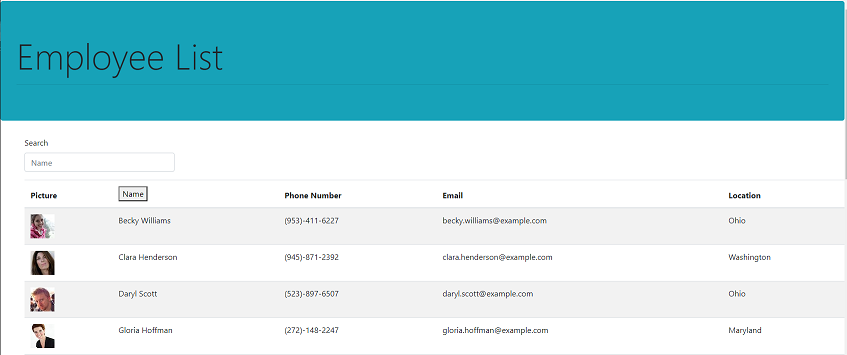 Employee List
Search
Name
Picture Name Phone Number Email Location
Becky Williams (953)-411-6227 becky.williams@example.com Ohio
Clara Henderson (945)-871-2392 clara.henderson@example.com Washington
Daryl Scott (523)-897-6507 daryl.scott@example.com Ohio
Gloria Hoffman (272)-148-2247 gloria.hoffman@example.com Maryland